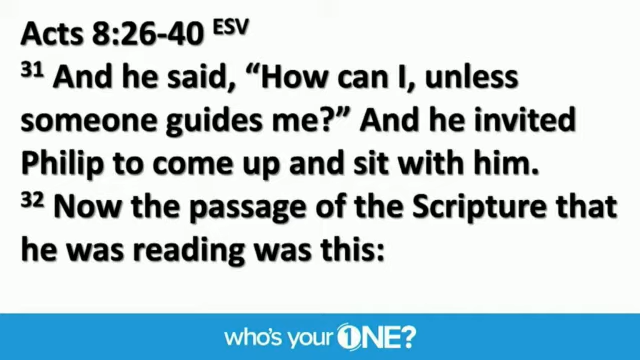 Acts 8:26-40 ESV
31 And he said, “How can I, unless
someone guides me?” And he invited
Philip to come up and sit with him.
32 Now the passage of the Scripture that
he was reading was this:
who's your 1NE?